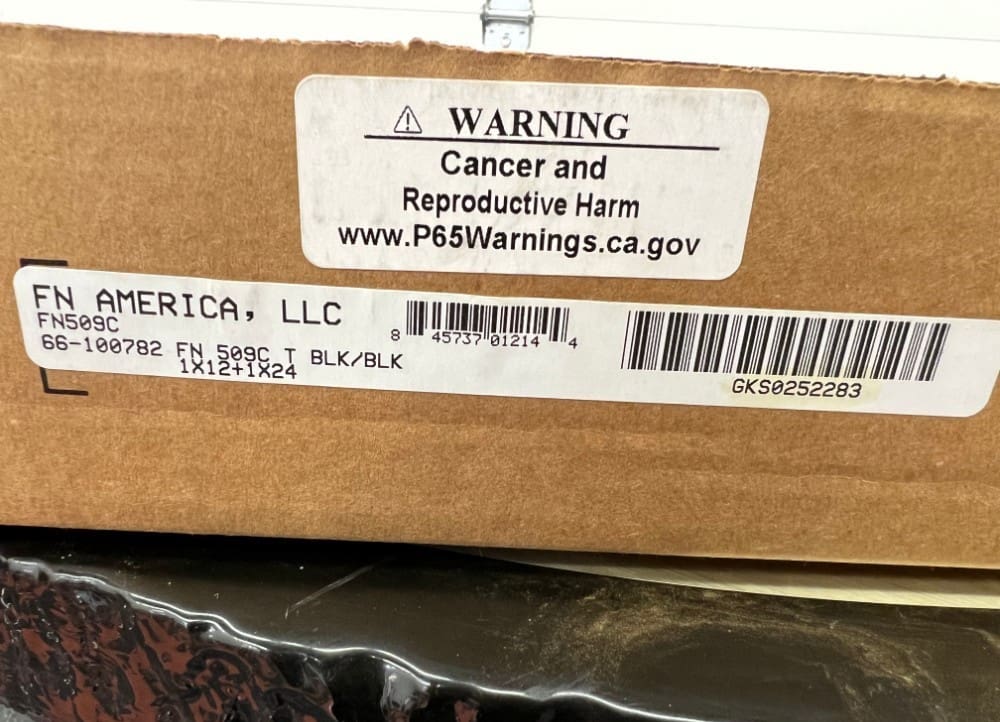 ⚠ WARNING
Cancer and
Reproductive Harm
www.P65Warnings.ca.gov
FN AMERICA, LLC
FN509C
66-100782 FN 509C T BLK/BLK
1X12+1X24
8 45737 01214 4
GKS0252283